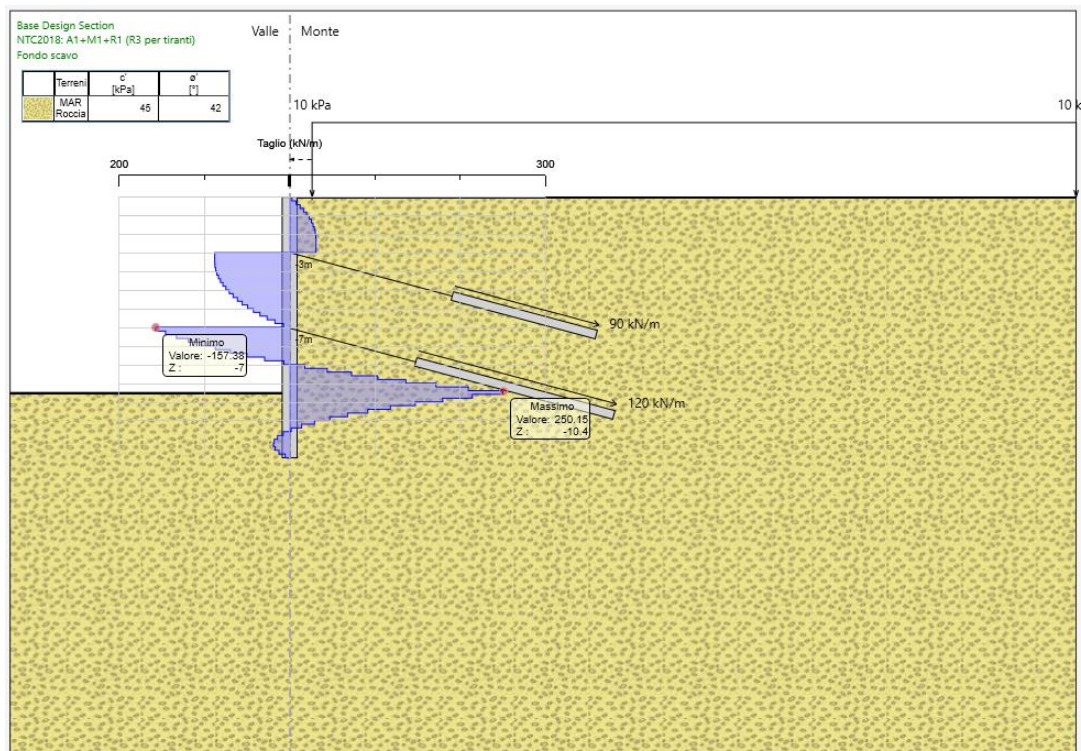 Base Design Section
NTC2018: A1+M1+R1 (R3 per tiranti)
Fondo scavo
Valle Monte
Terreni c' [kPa] ø' [°]
MAR Roccia 45 42
10 kPa
10 k
Taglio (kN/m)
200 300
-3m
90 kN/m
-7m
Minimo
Valore: -157.38
Z : -7
120 kN/m
Massimo
Valore: 250.15
Z : -10.4